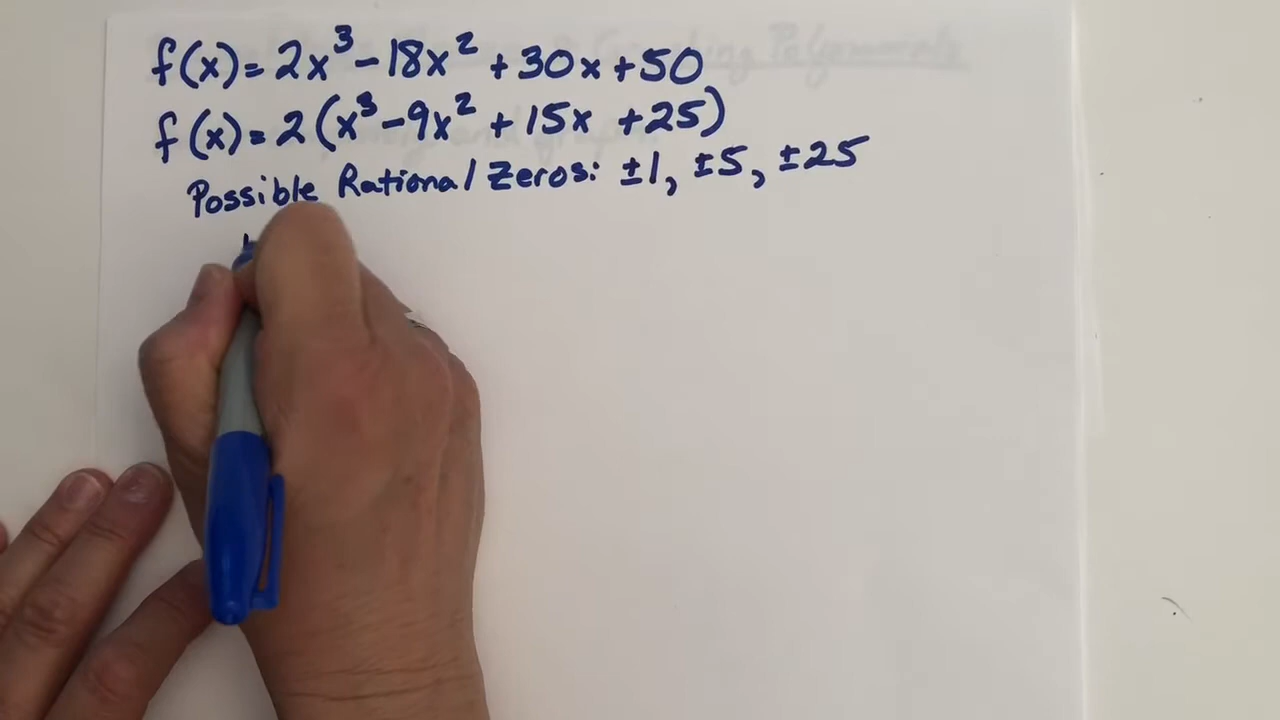 f(x)=2x³-18x²+30x+50
f(x)=2(x³-9x²+15x+25)
Possible Rational Zeros: ±1, ±5, ±25